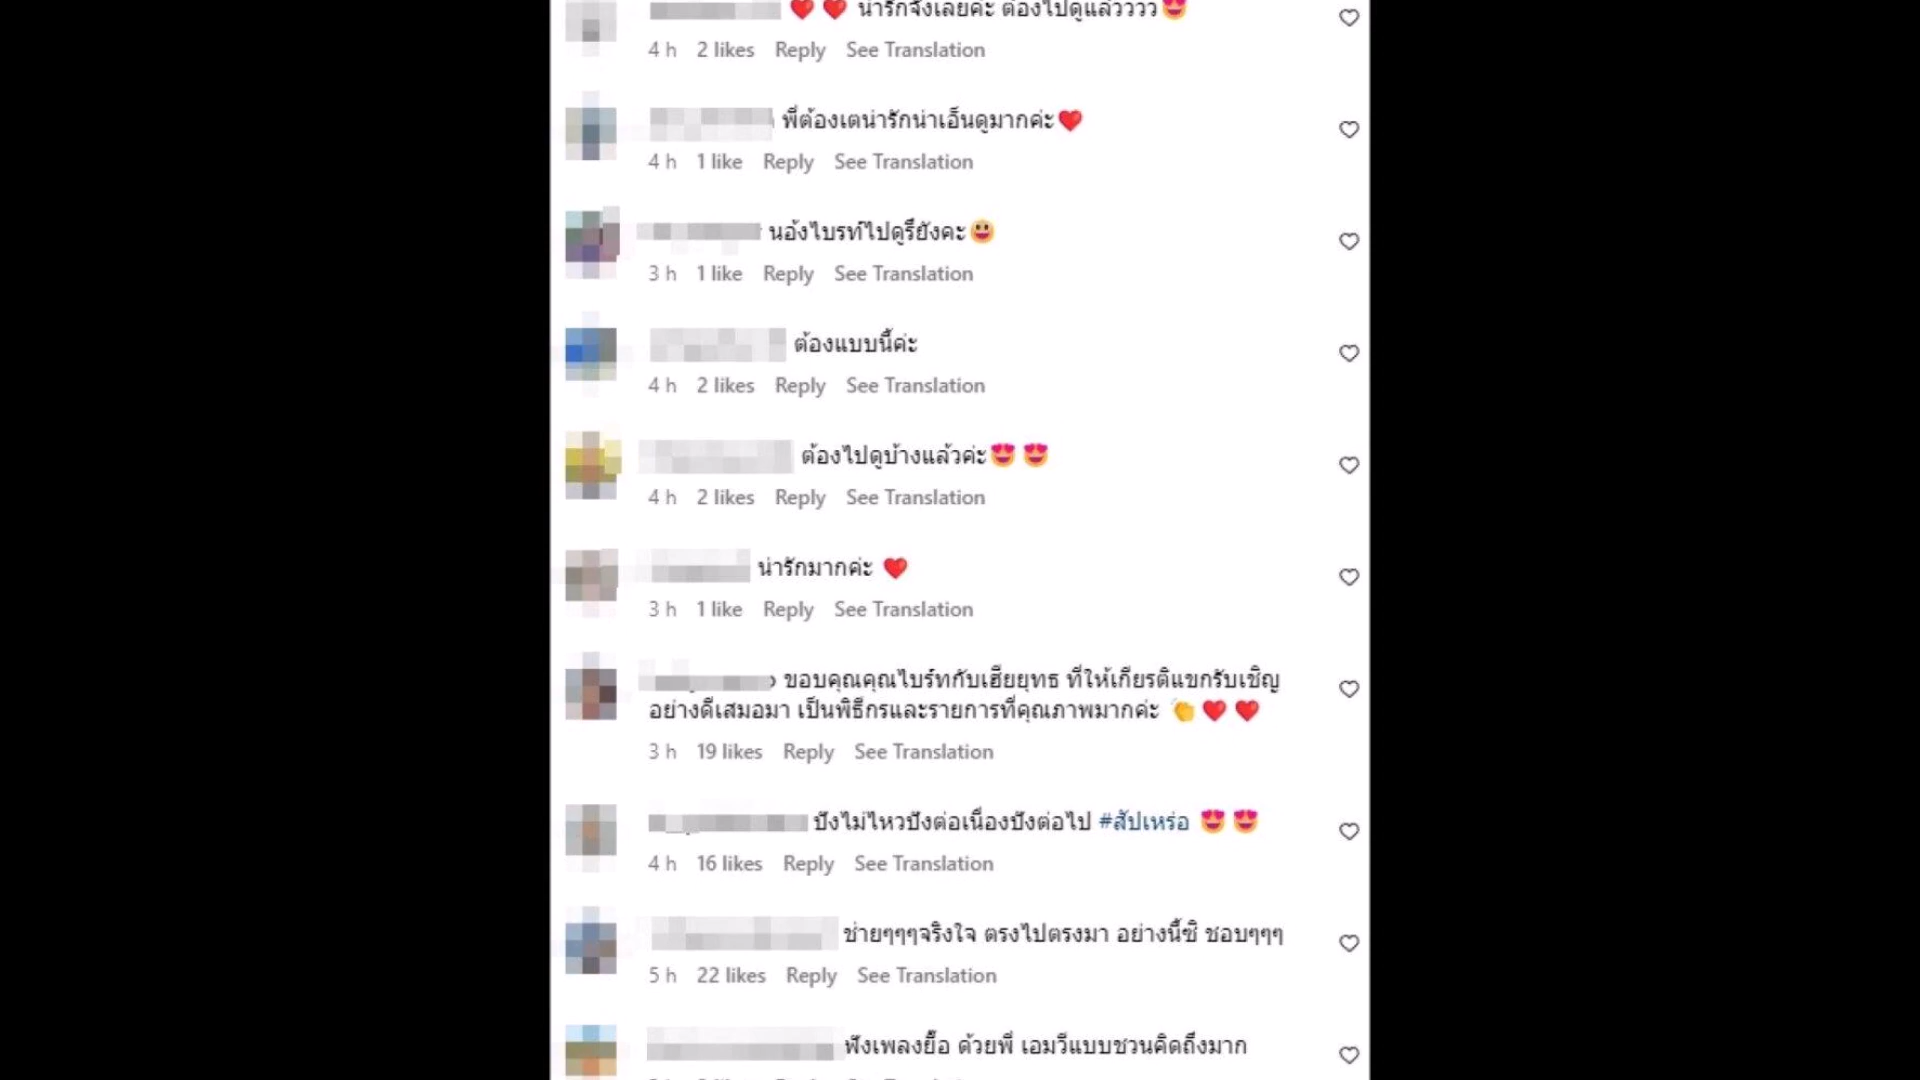 ❤️ ❤️ น่ารักจังเลยค่ะ ต้องไปดูแล้วววว😍
4 h 2 likes Reply See Translation
พี่ต้องเตน่ารักน่าเอ็นดูมากค่ะ❤️
4 h 1 like Reply See Translation
นอ้งไบรท์ไปดูรึยังคะ😃
3 h 1 like Reply See Translation
ต้องแบบนี้ค่ะ
4 h 2 likes Reply See Translation
ต้องไปดูบ้างแล้วค่ะ😍 😍
4 h 2 likes Reply See Translation
น่ารักมากค่ะ ❤️
3 h 1 like Reply See Translation
ขอบคุณคุณไบร์ทกับเฮียยุทธ ที่ให้เกียรติแขกรับเชิญ
อย่างดีเสมอมา เป็นพิธีกรและรายการที่คุณภาพมากค่ะ 👏❤️ ❤️
3 h 19 likes Reply See Translation
ปังไม่ไหวปังต่อเนื่องปังต่อไป #สัปเหร่อ 😍 😍
4 h 16 likes Reply See Translation
ช่ายๆๆๆจริงใจ ตรงไปตรงมา อย่างนี้ซิ ชอบๆๆๆ
5 h 22 likes Reply See Translation
ฟังเพลงยื้อ ด้วยพี่ เอมวีแบบชวนคิดถึงมาก